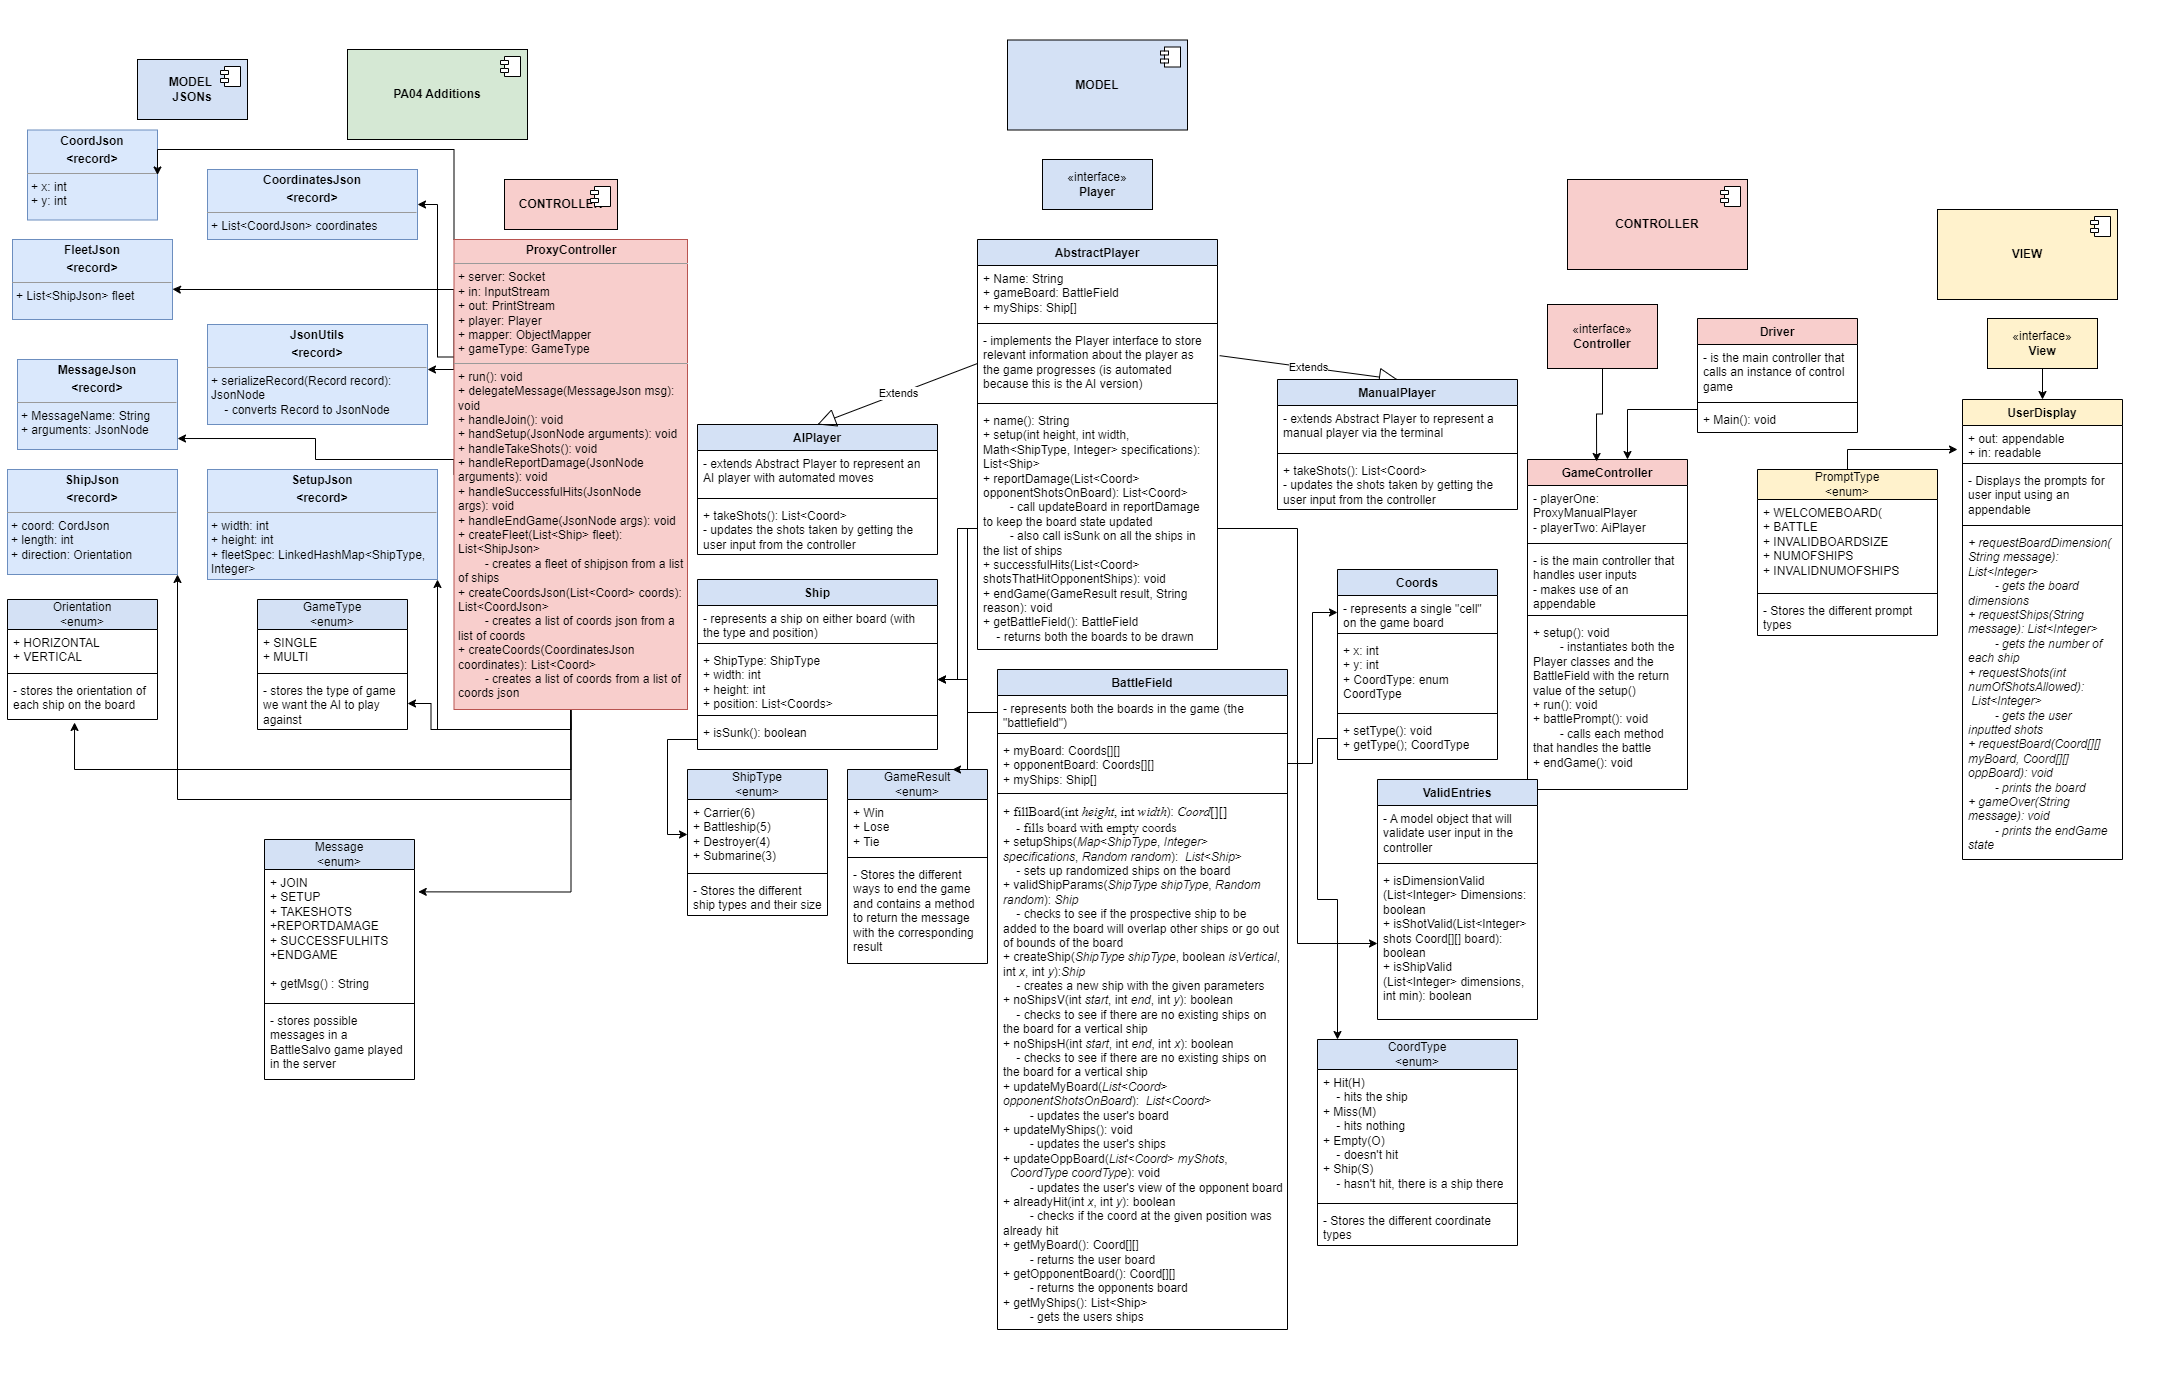 MODEL
JSONs
PA04 Additions
MODEL
CoordJson
<record>
+ x: int
+ y: int
CoordinatesJson
<record>
+ List<CoordJson> coordinates
FleetJson
<record>
+ List<ShipJson> fleet
JsonUtils
<record>
+ serializeRecord(Record record):
JsonNode
- converts Record to JsonNode
MessageJson
<record>
+ MessageName: String
+ arguments: JsonNode
ShipJson
<record>
+ coord: CordJson
+ length: int
+ direction: Orientation
SetupJson
<record>
+ width: int
+ height: int
+ fleetSpec: LinkedHashMap<ShipType,
Integer>
Orientation
<enum>
+ HORIZONTAL
+ VERTICAL
- stores the orientation of
each ship on the board
GameType
<enum>
+ SINGLE
+ MULTI
- stores the type of game
we want the AI to play
against
Message
<enum>
+ JOIN
+ SETUP
+ TAKESHOTS
+REPORTDAMAGE
+ SUCCESSFULHITS
+ENDGAME
+ getMsg() : String
- stores possible
messages in a
BattleSalvo game played
in the server
CONTROLLER
ProxyController
+ server: Socket
+ in: InputStream
+ out: PrintStream
+ player: Player
+ mapper: ObjectMapper
+ gameType: GameType
+ run(): void
+ delegateMessage(MessageJson msg):
void
+ handleJoin(): void
+ handSetup(JsonNode arguments): void
+ handleTakeShots(): void
+ handleReportDamage(JsonNode
arguments): void
+ handleSuccessfulHits(JsonNode
args): void
+ handleEndGame(JsonNode args): void
+ createFleet(List<Ship> fleet):
List<ShipJson>
- creates a fleet of shipjson from a list
of ships
+ createCoordsJson(List<Coord> coords):
List<CoordJson>
- creates a list of coords json from a
list of coords
+ createCoords(CoordinatesJson
coordinates): List<Coord>
- creates a list of coords from a list of
coords json
«interface»
Player
AbstractPlayer
+ Name: String
+ gameBoard: BattleField
+ myShips: Ship[]
- implements the Player interface to store
relevant information about the player as
the game progresses (is automated
because this is the AI version)
+ name(): String
+ setup(int height, int width,
Math<ShipType, Integer> specifications):
List<Ship>
+ reportDamage(List<Coord>
opponentShotsOnBoard): List<Coord>
- call updateBoard in reportDamage
to keep the board state updated
- also call isSunk on all the ships in
the list of ships
+ successfulHits(List<Coord>
shotsThatHitOpponentShips): void
+ endGame(GameResult result, String
reason): void
+ getBattleField(): BattleField
- returns both the boards to be drawn
Extends
Extends
AIPlayer
- extends Abstract Player to represent an
AI player with automated moves
+ takeShots(): List<Coord>
- updates the shots taken by getting the
user input from the controller
ManualPlayer
- extends Abstract Player to represent a
manual player via the terminal
+ takeShots(): List<Coord>
- updates the shots taken by getting the
user input from the controller
Ship
- represents a ship on either board (with
the type and position)
+ ShipType: ShipType
+ width: int
+ height: int
+ position: List<Coords>
+ isSunk(): boolean
ShipType
<enum>
+ Carrier(6)
+ Battleship(5)
+ Destroyer(4)
+ Submarine(3)
- Stores the different
ship types and their size
GameResult
<enum>
+ Win
+ Lose
+ Tie
- Stores the different
ways to end the game
and contains a method
to return the message
with the corresponding
result
BattleField
- represents both the boards in the game (the
"battlefield")
+ myBoard: Coords[][]
+ opponentBoard: Coords[][]
+ myShips: Ship[]
+ fillBoard(int height, int width): Coord[][]
- fills board with empty coords
+ setupShips(Map<ShipType, Integer>
specifications, Random random): List<Ship>
- sets up randomized ships on the board
+ validShipParams(ShipType shipType, Random
random): Ship
- checks to see if the prospective ship to be
added to the board will overlap other ships or go out
of bounds of the board
+ createShip(ShipType shipType, boolean isVertical,
int x, int y):Ship
- creates a new ship with the given parameters
+ noShipsV(int start, int end, int y): boolean
- checks to see if there are no existing ships on
the board for a vertical ship
+ noShipsH(int start, int end, int x): boolean
- checks to see if there are no existing ships on
the board for a vertical ship
+ updateMyBoard(List<Coord>
opponentShotsOnBoard): List<Coord>
- updates the user's board
+ updateMyShips(): void
- updates the user's ships
+ updateOppBoard(List<Coord> myShots,
CoordType coordType): void
- updates the user's view of the opponent board
+ alreadyHit(int x, int y): boolean
- checks if the coord at the given position was
already hit
+ getMyBoard(): Coord[][]
- returns the user board
+ getOpponentBoard(): Coord[][]
- returns the opponents board
+ getMyShips(): List<Ship>
- gets the users ships
Coords
- represents a single "cell"
on the game board
+ x: int
+ y: int
+ CoordType: enum
CoordType
+ setType(): void
+ getType(); CoordType
ValidEntries
- A model object that will
validate user input in the
controller
+ isDimensionValid
(List<Integer> Dimensions:
boolean
+ isShotValid(List<Integer>
shots Coord[][] board):
boolean
+ isShipValid
(List<Integer> dimensions,
int min): boolean
CoordType
<enum>
+ Hit(H)
- hits the ship
+ Miss(M)
- hits nothing
+ Empty(O)
- doesn't hit
+ Ship(S)
- hasn't hit, there is a ship there
- Stores the different coordinate
types
CONTROLLER
«interface»
Controller
Driver
- is the main controller that
calls an instance of control
game
+ Main(): void
GameController
- playerOne:
ProxyManualPlayer
- playerTwo: AiPlayer
- is the main controller that
handles user inputs
- makes use of an
appendable
+ setup(): void
- instantiates both the
Player classes and the
BattleField with the return
value of the setup()
+ run(): void
+ battlePrompt(): void
- calls each method
that handles the battle
+ endGame(): void
VIEW
«interface»
View
PromptType
<enum>
+ WELCOMEBOARD(
+ BATTLE
+ INVALIDBOARDSIZE
+ NUMOFSHIPS
+ INVALIDNUMOFSHIPS
- Stores the different prompt
types
UserDisplay
+ out: appendable
+ in: readable
- Displays the prompts for
user input using an
appendable
+ requestBoardDimension(
String message):
List<Integer>
- gets the board
dimensions
+ requestShips(String
message): List<Integer>
- gets the number of
each ship
+ requestShots(int
numOfShotsAllowed):
List<Integer>
- gets the user
inputted shots
+ requestBoard(Coord[][]
myBoard, Coord[][]
oppBoard): void
- prints the board
+ gameOver(String
message): void
- prints the endGame
state